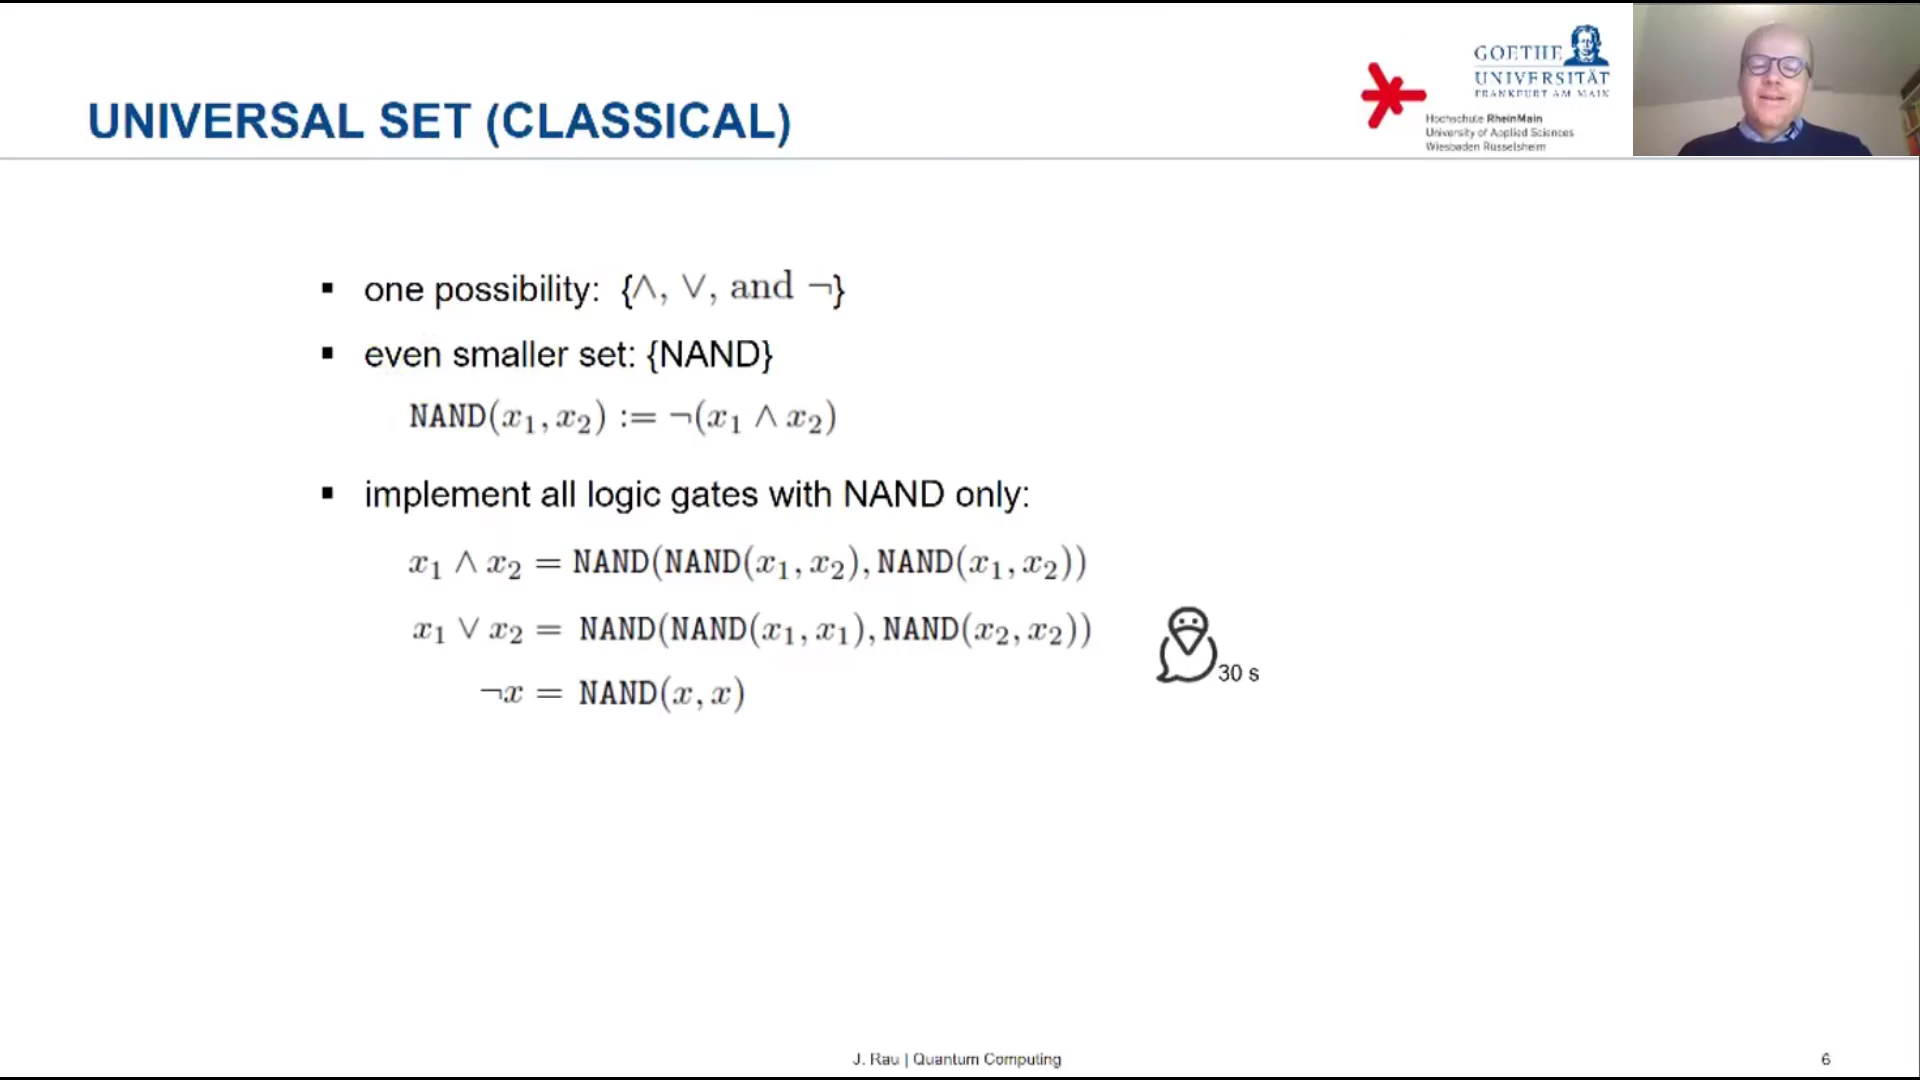 GOETHE
UNIVERSITÄT
FRANKFURT AM MAIN
Hochschule RheinMain
University of Applied Sciences
Wiesbaden Rüsselsheim
UNIVERSAL SET (CLASSICAL)
▪ one possibility: {∧, ∨, and ¬}
▪ even smaller set: {NAND}
NAND(x₁, x₂) := ¬(x₁ ∧ x₂)
▪ implement all logic gates with NAND only:
x₁ ∧ x₂ = NAND(NAND(x₁, x₂), NAND(x₁, x₂))
x₁ ∨ x₂ = NAND(NAND(x₁, x₁), NAND(x₂, x₂))
30 s
¬x = NAND(x, x)
J. Rau | Quantum Computing
6